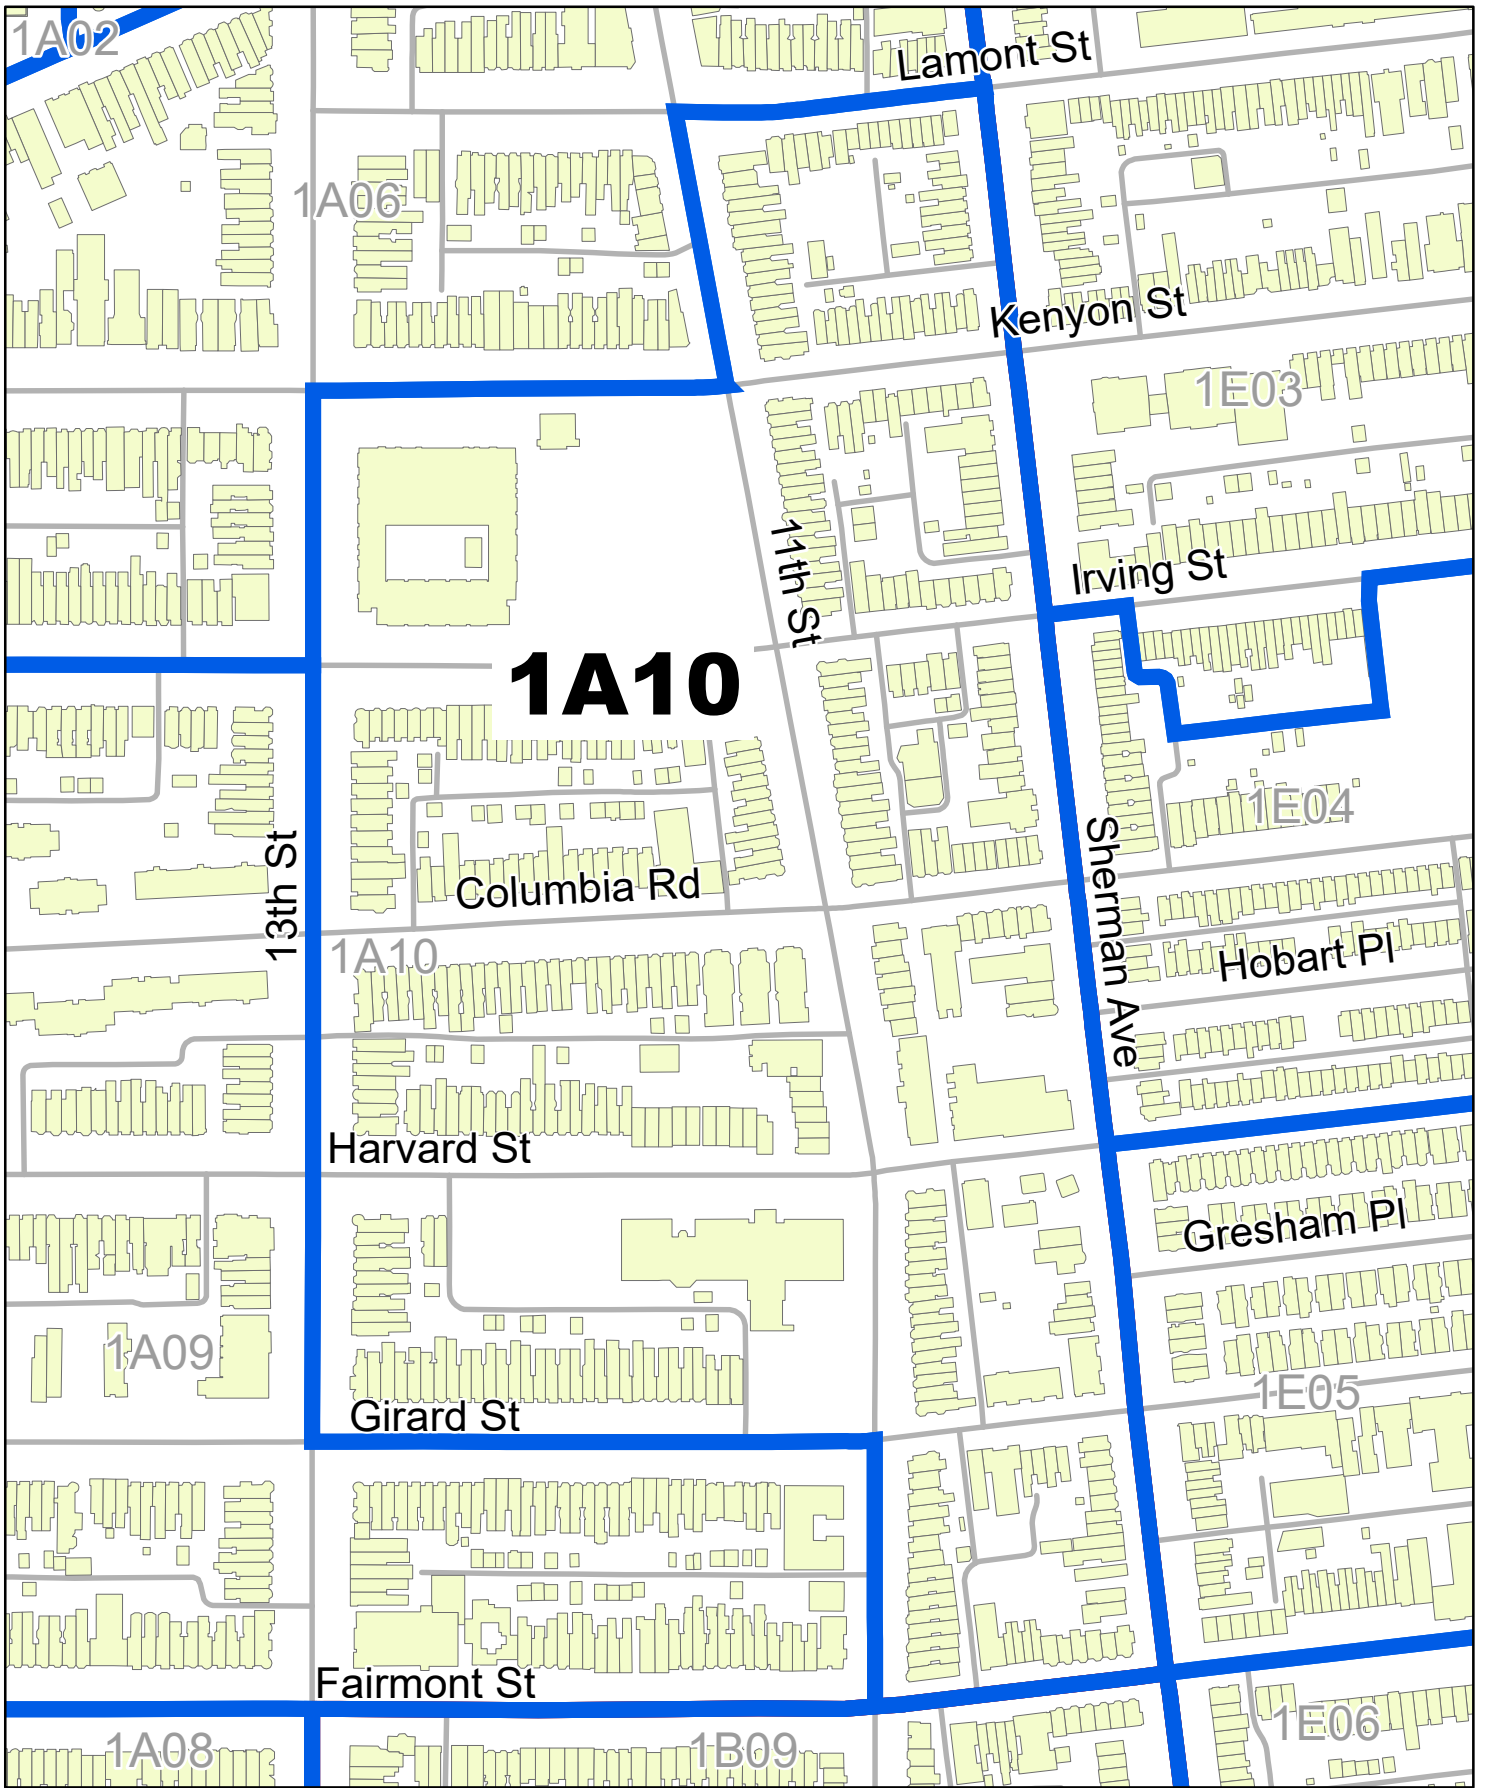 1A02
Lamont St
1A06
Kenyon St
1E03
11th St
Irving St
1A10
1E04
13th St
Columbia Rd
Sherman Ave
1A10
Hobart Pl
Harvard St
Gresham Pl
1A09
1E05
Girard St
Fairmont St
1A08
1B09
1E06